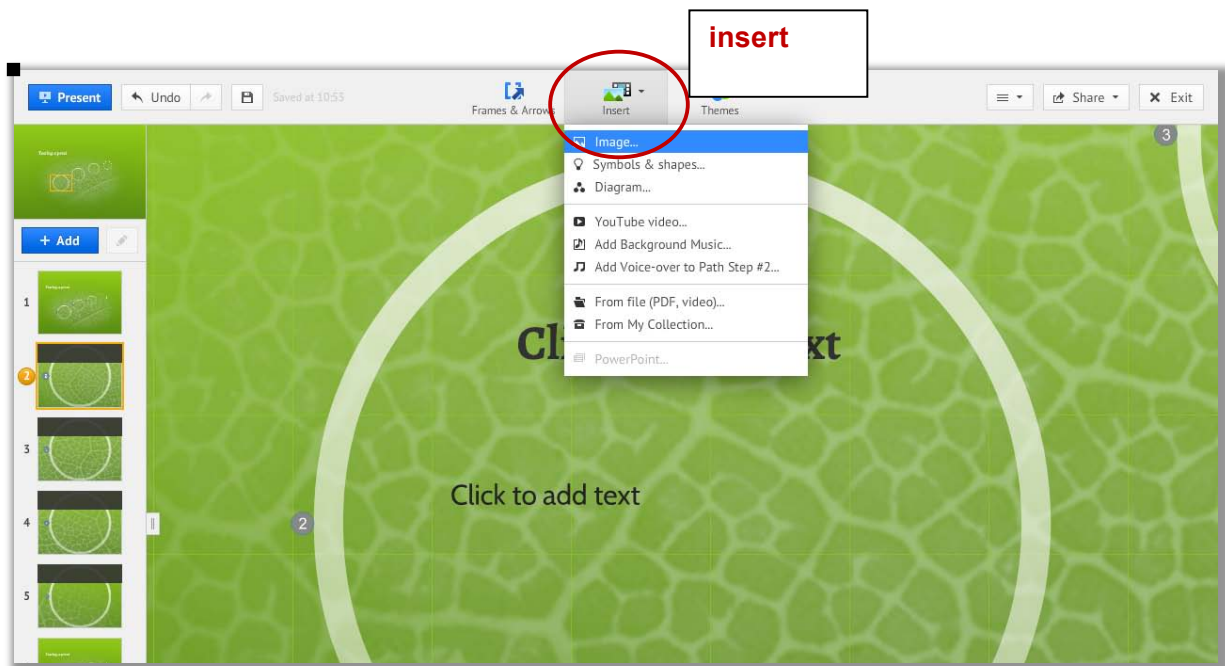 insert
Present
Undo
Saved at 10:55
Frames & Arrows
Insert
Themes
Share
Exit
Image...
Symbols & shapes...
Diagram...
YouTube video...
Add Background Music...
Add Voice-over to Path Step #2...
From file (PDF, video)...
From My Collection...
PowerPoint...
+ Add
1
2
3
4
5
3
Cl xt
Click to add text
2